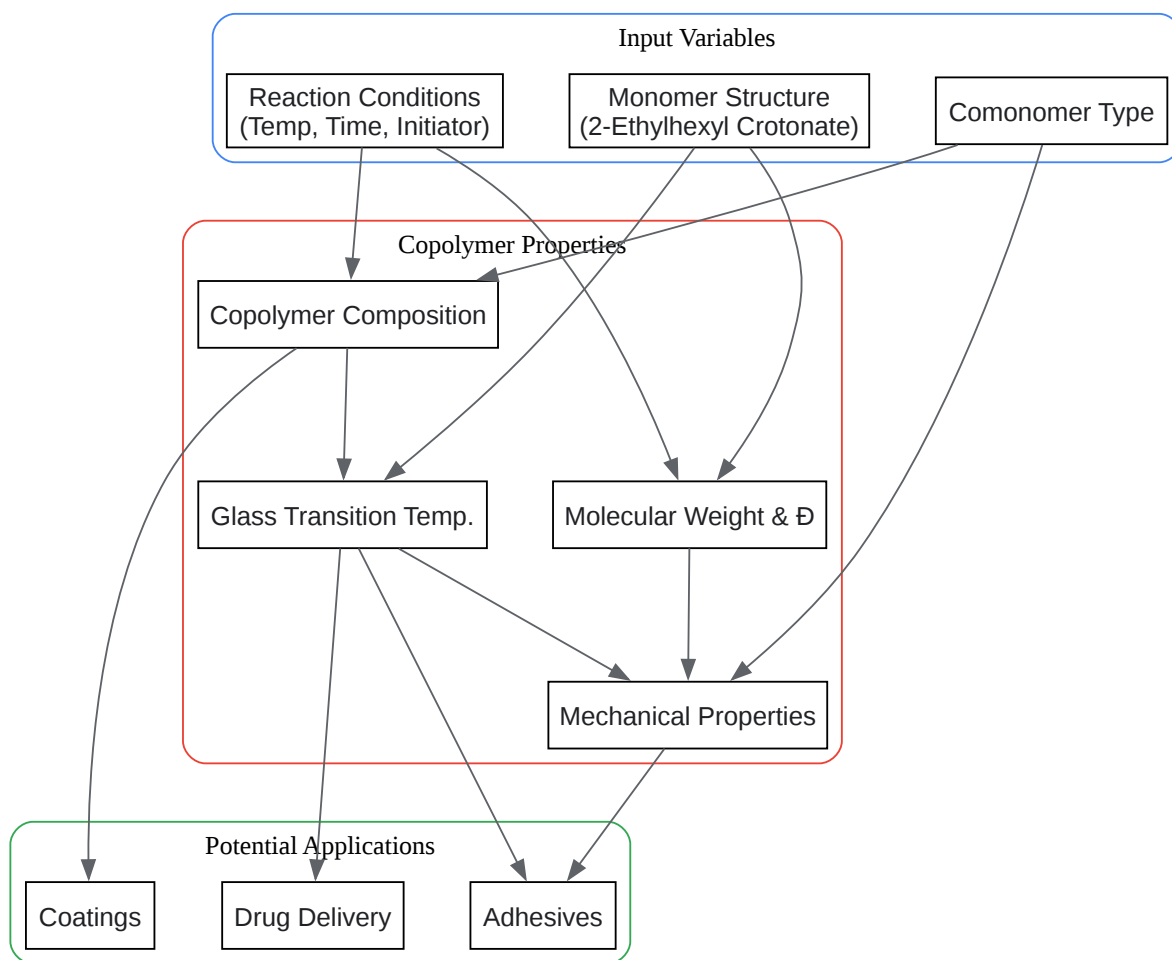 Input Variables
Reaction Conditions
(Temp, Time, Initiator)
Monomer Structure
(2-Ethylhexyl Crotonate)
Comonomer Type
Copolymer Properties
Copolymer Composition
Glass Transition Temp.
Molecular Weight & Đ
Mechanical Properties
Potential Applications
Coatings
Drug Delivery
Adhesives